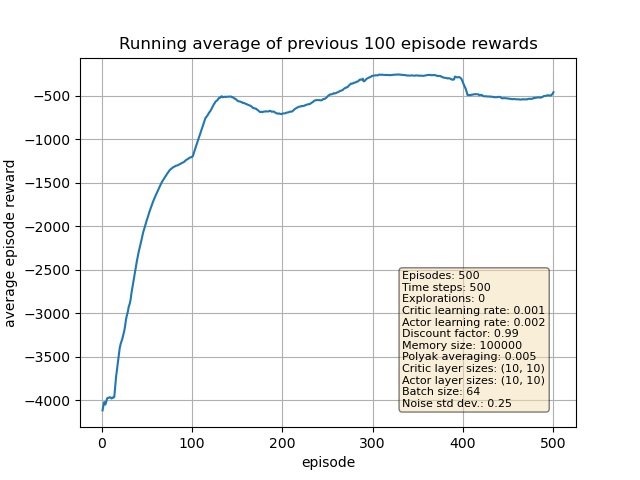 Running average of previous 100 episode rewards
average episode reward
−500
−1000
−1500
−2000
−2500
−3000
−3500
−4000
Episodes: 500
Time steps: 500
Explorations: 0
Critic learning rate: 0.001
Actor learning rate: 0.002
Discount factor: 0.99
Memory size: 100000
Polyak averaging: 0.005
Critic layer sizes: (10, 10)
Actor layer sizes: (10, 10)
Batch size: 64
Noise std dev.: 0.25
0 100 200 300 400 500
episode